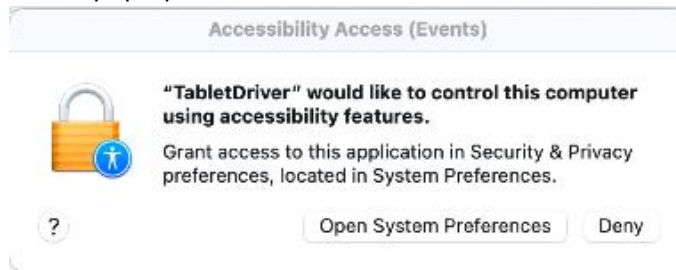 Accessibility Access (Events)
“TabletDriver” would like to control this computer
using accessibility features.
Grant access to this application in Security & Privacy
preferences, located in System Preferences.
? Open System Preferences Deny